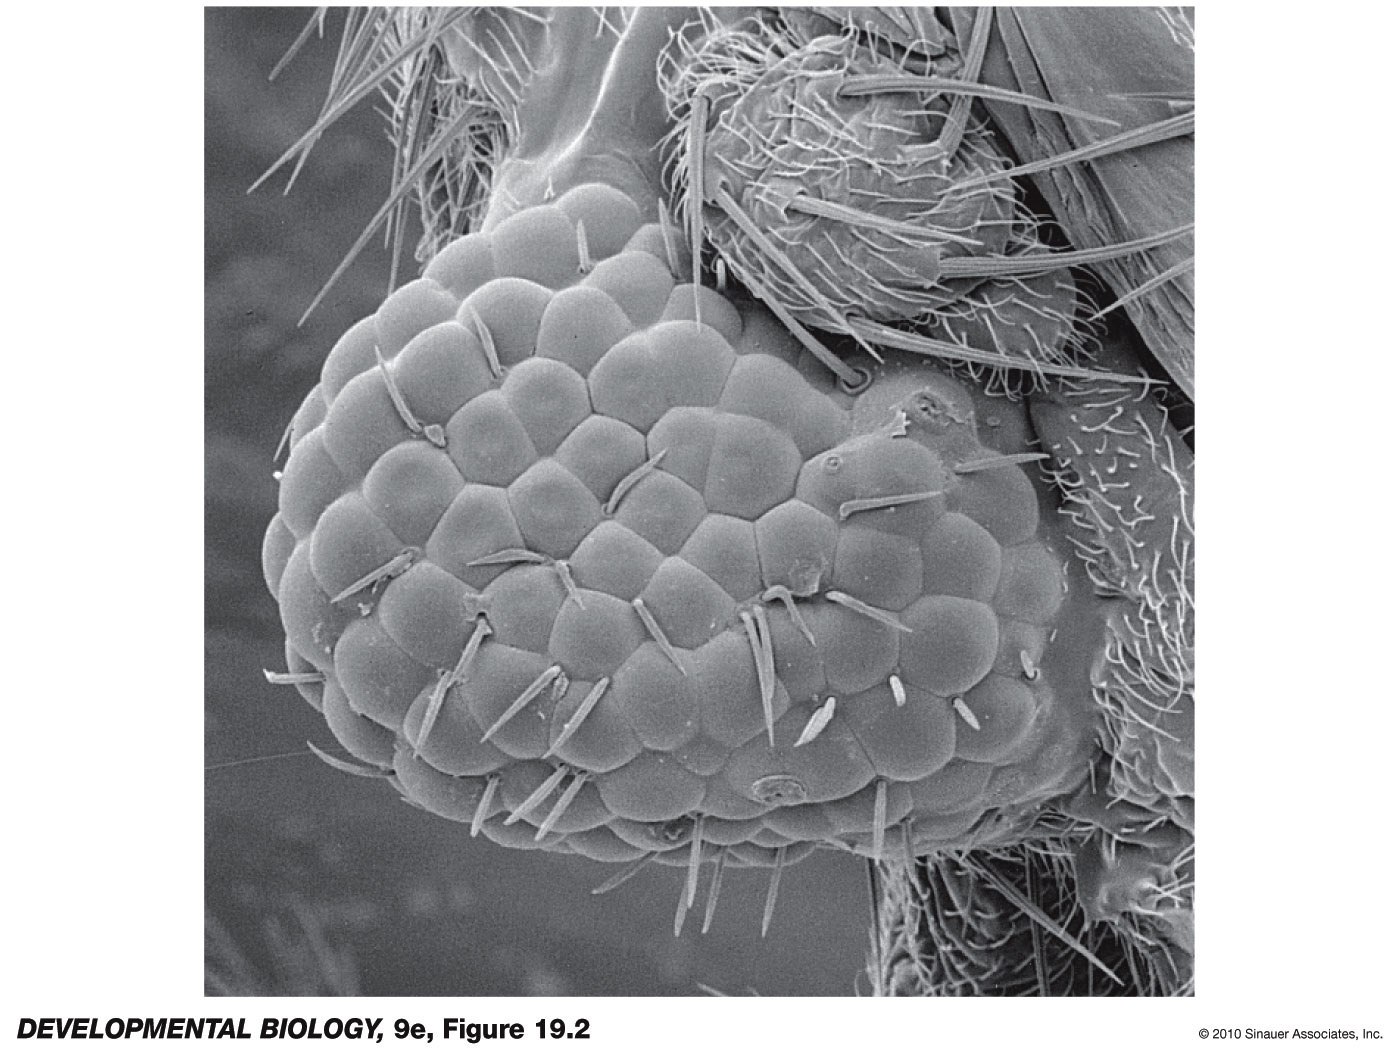 DEVELOPMENTAL BIOLOGY, 9e, Figure 19.2
© 2010 Sinauer Associates, Inc.